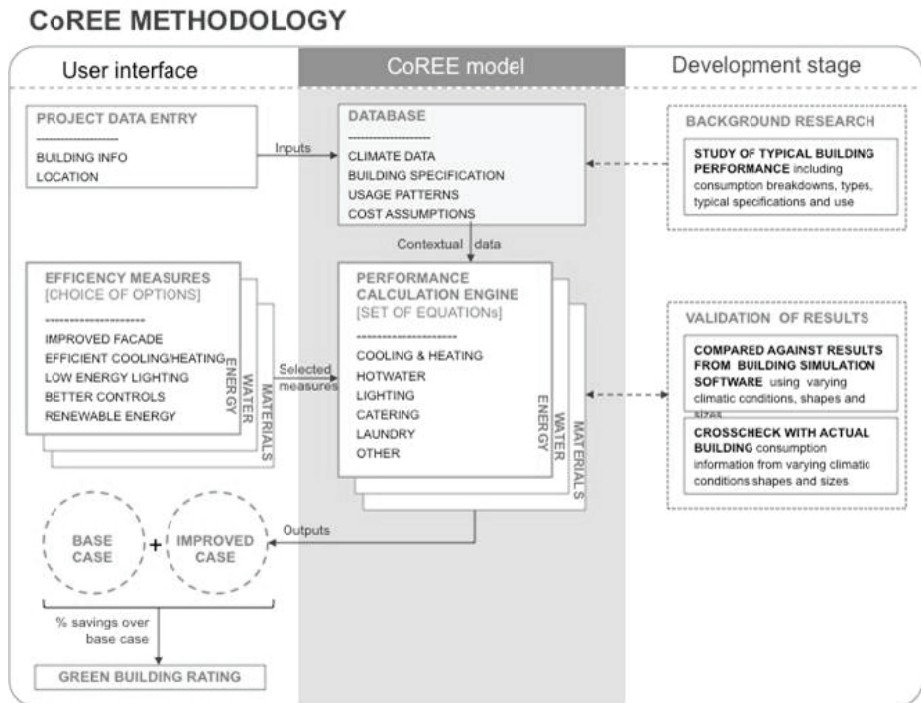 CoREE METHODOLOGY
User interface
CoREE model
Development stage
PROJECT DATA ENTRY
--------------------
BUILDING INFO
LOCATION
Inputs
DATABASE
--------------------
CLIMATE DATA
BUILDING SPECIFICATION
USAGE PATTERNS
COST ASSUMPTIONS
BACKGROUND RESEARCH
STUDY OF TYPICAL BUILDING
PERFORMANCE including
consumption breakdowns, types,
typical specifications and use
Contextual data
EFFICENCY MEASURES
[CHOICE OF OPTIONS]
--------------------
IMPROVED FACADE
EFFICIENT COOLING/HEATING
LOW ENERGY LIGHTING
BETTER CONTROLS
RENEWABLE ENERGY
ENERGY
WATER
MATERIALS
Selected
measures
PERFORMANCE
CALCULATION ENGINE
[SET OF EQUATIONs]
--------------------
COOLING & HEATING
HOTWATER
LIGHTING
CATERING
LAUNDRY
OTHER
ENERGY
WATER
MATERIALS
VALIDATION OF RESULTS
COMPARED AGAINST RESULTS
FROM BUILDING SIMULATION
SOFTWARE using varying
climatic conditions, shapes and
sizes
CROSSCHECK WITH ACTUAL
BUILDING consumption
information from varying climatic
conditions shapes and sizes
Outputs
BASE
CASE
+
IMPROVED
CASE
% savings over
base case
GREEN BUILDING RATING